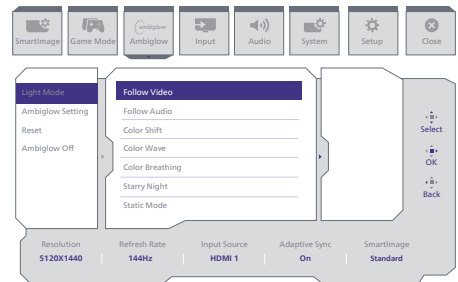 SmartImage Game Mode Ambiglow Input Audio System Setup Close
(ambiglow
Light Mode
Ambiglow Setting
Reset
Ambiglow Off
Follow Video
Follow Audio
Color Shift
Color Wave
Color Breathing
Starry Night
Static Mode
Select
OK
Back
Resolution Refresh Rate Input Source Adaptive Sync SmartImage
5120X1440 144Hz HDMI 1 On Standard